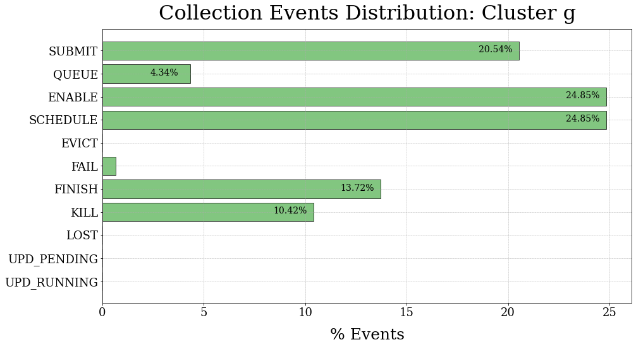 Collection Events Distribution: Cluster g
SUBMIT
20.54%
QUEUE
4.34%
ENABLE
24.85%
SCHEDULE
24.85%
EVICT
FAIL
FINISH
13.72%
KILL
10.42%
LOST
UPD_PENDING
UPD_RUNNING
0 5 10 15 20 25
% Events